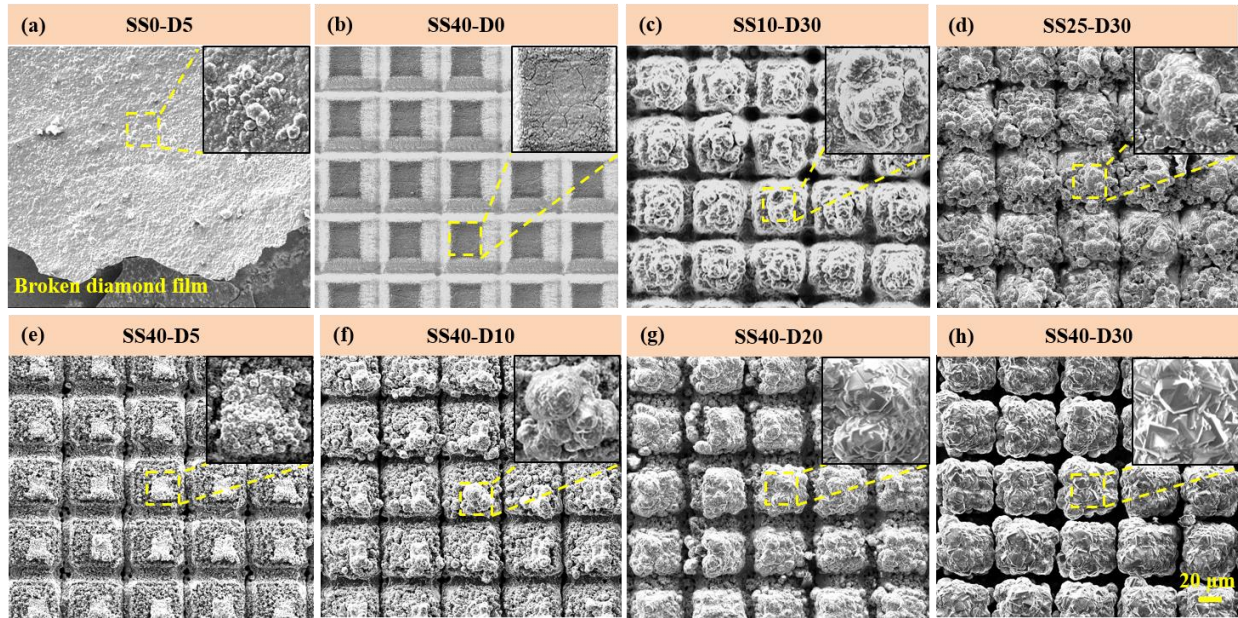 (a) SS0-D5
(b) SS40-D0
(c) SS10-D30
(d) SS25-D30
Broken diamond film
(e) SS40-D5
(f) SS40-D10
(g) SS40-D20
(h) SS40-D30
20 μm